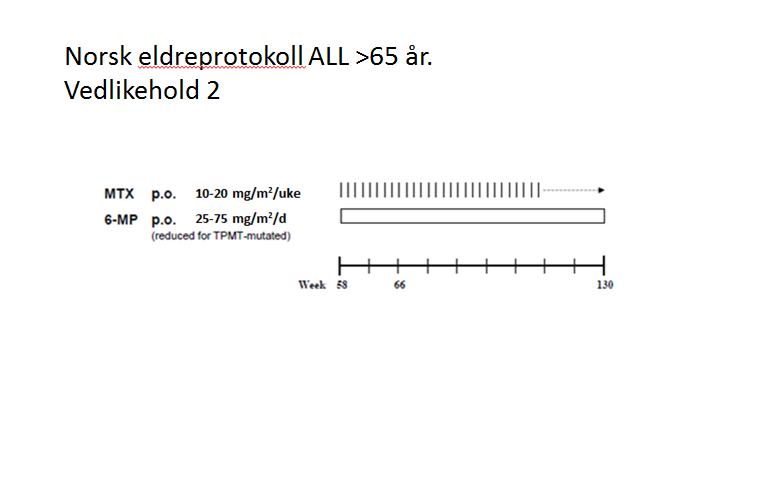 Norsk eldreprotokoll ALL >65 år.
Vedlikehold 2
MTX p.o. 10-20 mg/m²/uke
6-MP p.o. 25-75 mg/m²/d
(reduced for TPMT-mutated)
Week 58 66 130